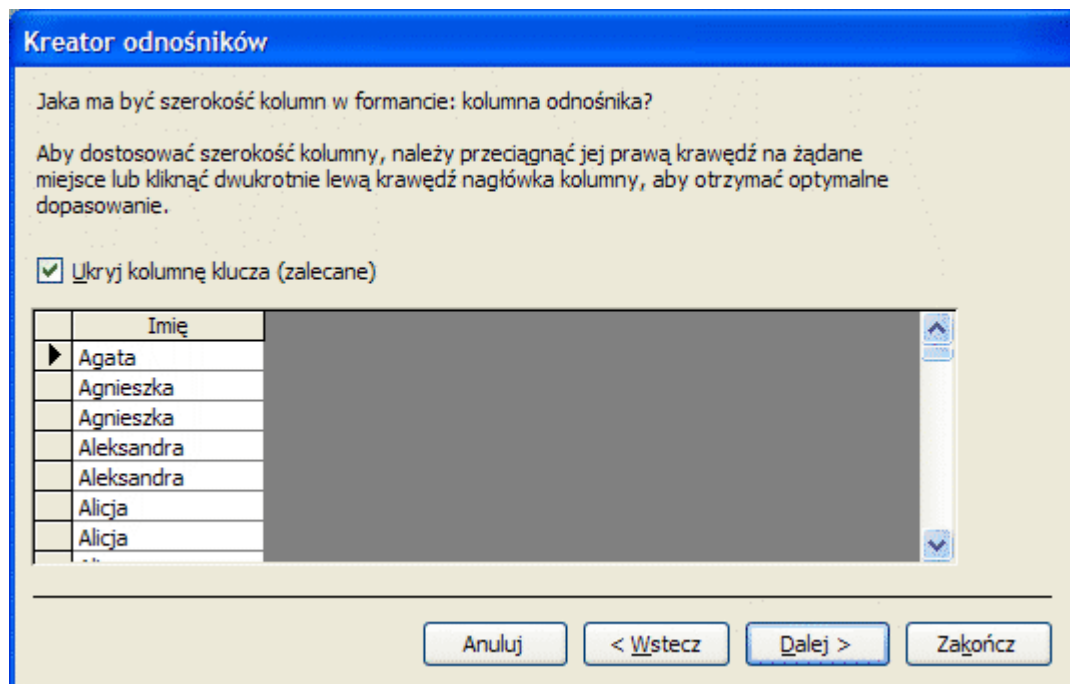 Kreator odnośników
Jaka ma być szerokość kolumn w formancie: kolumna odnośnika?
Aby dostosować szerokość kolumny, należy przeciągnąć jej prawą krawędź na żądane
miejsce lub kliknąć dwukrotnie lewą krawędź nagłówka kolumny, aby otrzymać optymalne
dopasowanie.
Ukryj kolumnę klucza (zalecane)
Imię
Agata
Agnieszka
Agnieszka
Aleksandra
Aleksandra
Alicja
Alicja
Anuluj < Wstecz Dalej > Zakończ